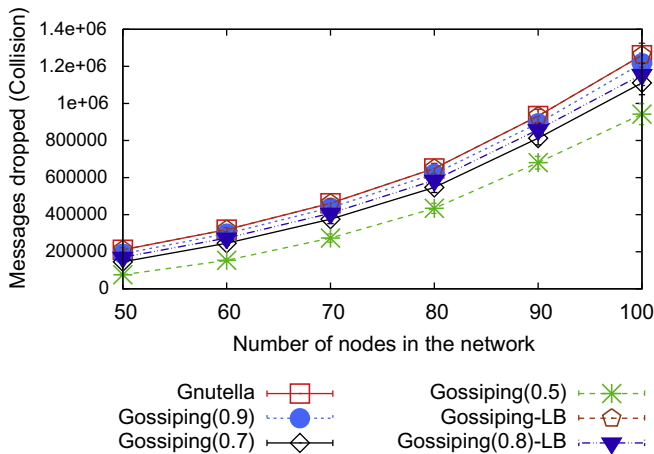 Messages dropped (Collision)
1.4e+06
1.2e+06
1e+06
800000
600000
400000
200000
0
50 60 70 80 90 100
Number of nodes in the network
Gnutella
Gossiping(0.9)
Gossiping(0.7)
Gossiping(0.5)
Gossiping-LB
Gossiping(0.8)-LB